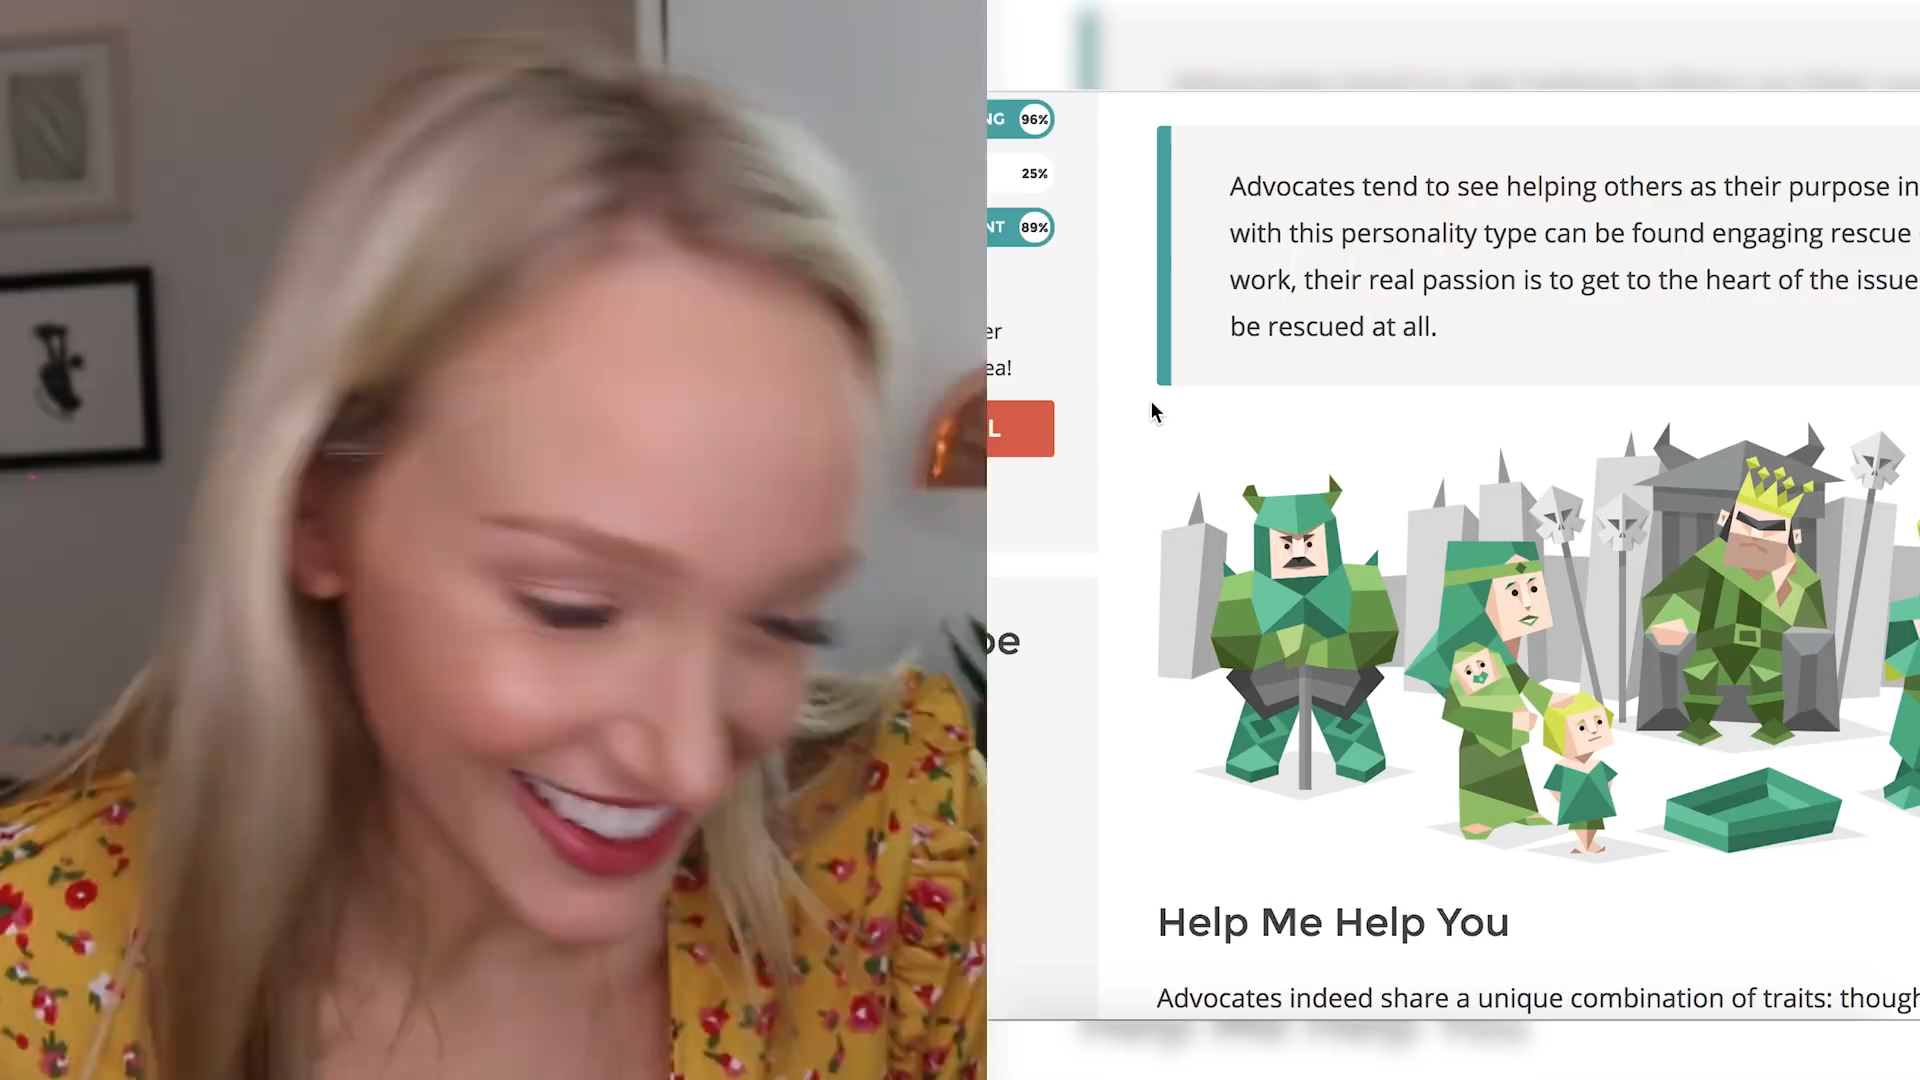 NG 96%
25%
NT 89%
er
ea!
L
be
Advocates tend to see helping others as their purpose in
with this personality type can be found engaging rescue
work, their real passion is to get to the heart of the issue
be rescued at all.
Help Me Help You
Advocates indeed share a unique combination of traits: though